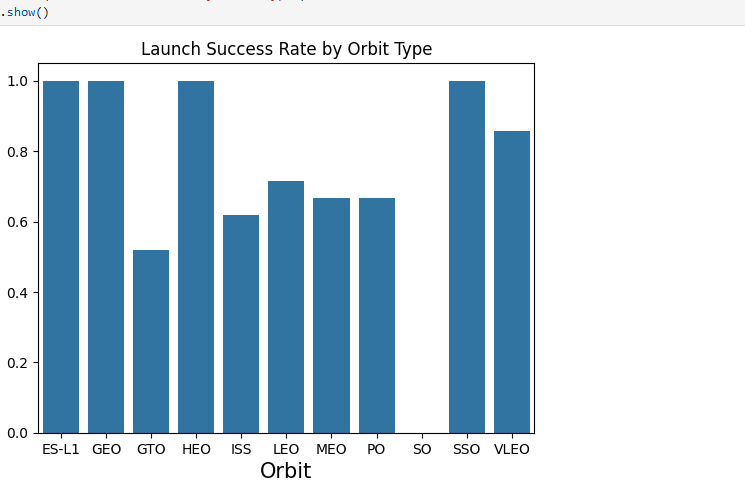 .show()
Launch Success Rate by Orbit Type
1.0
0.8
0.6
0.4
0.2
0.0
ES-L1 GEO GTO HEO ISS LEO MEO PO SO SSO VLEO
Orbit